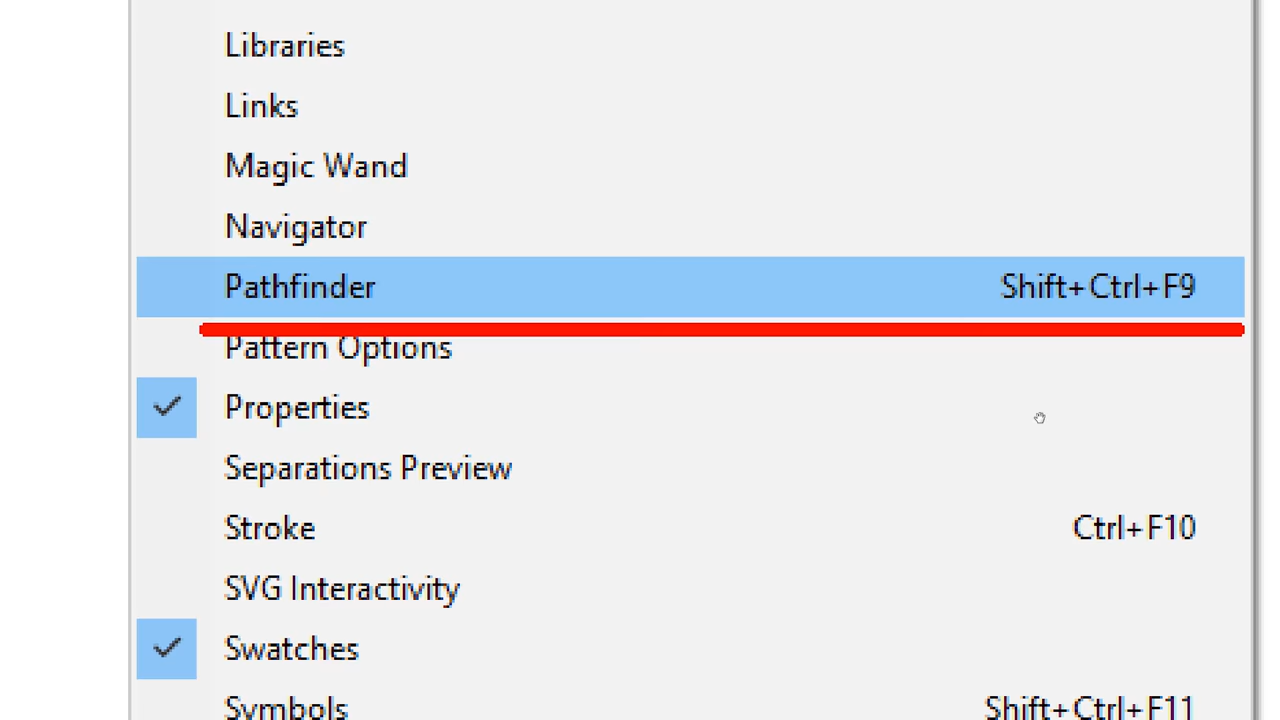 Libraries
Links
Magic Wand
Navigator
Pathfinder Shift+Ctrl+F9
Pattern Options
Properties
Separations Preview
Stroke Ctrl+F10
SVG Interactivity
Swatches
Symbols Shift+Ctrl+F11